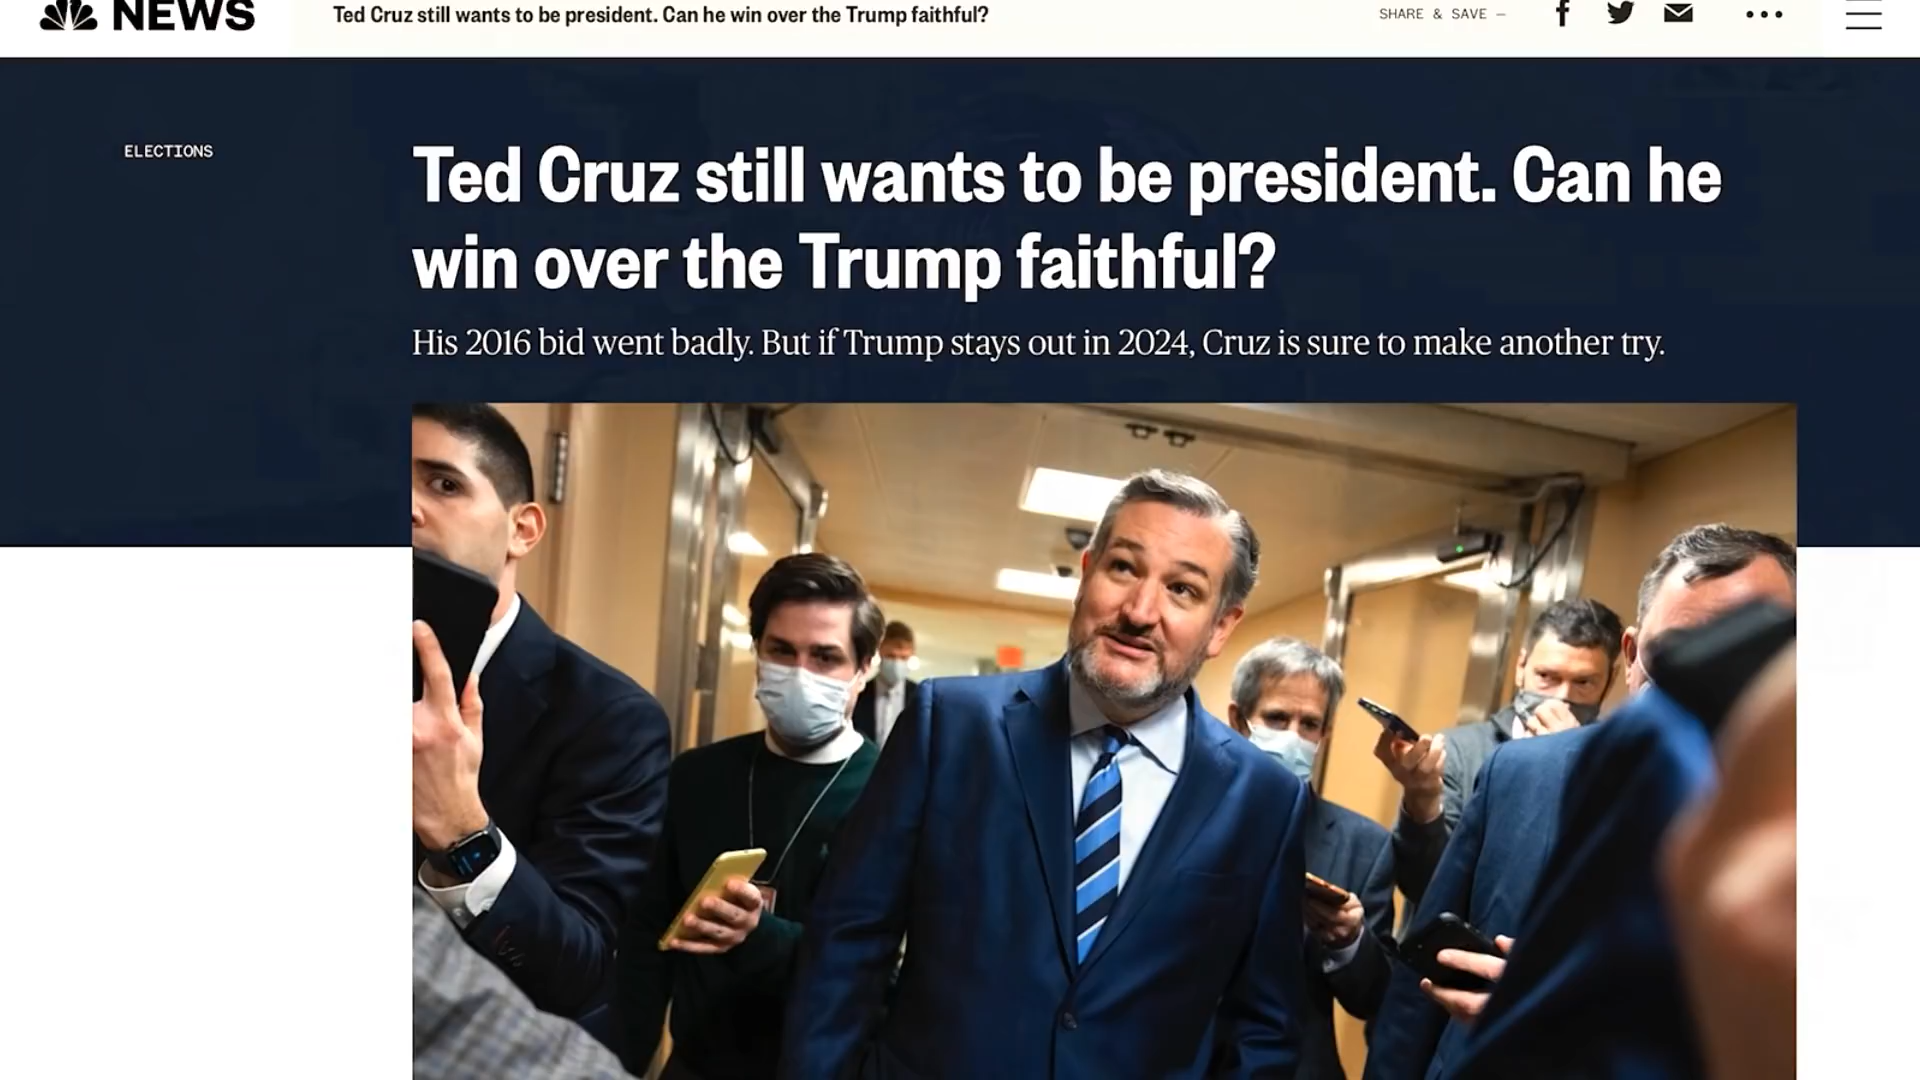 NEWS
Ted Cruz still wants to be president. Can he win over the Trump faithful?
SHARE & SAVE —
ELECTIONS
Ted Cruz still wants to be president. Can he
win over the Trump faithful?
His 2016 bid went badly. But if Trump stays out in 2024, Cruz is sure to make another try.